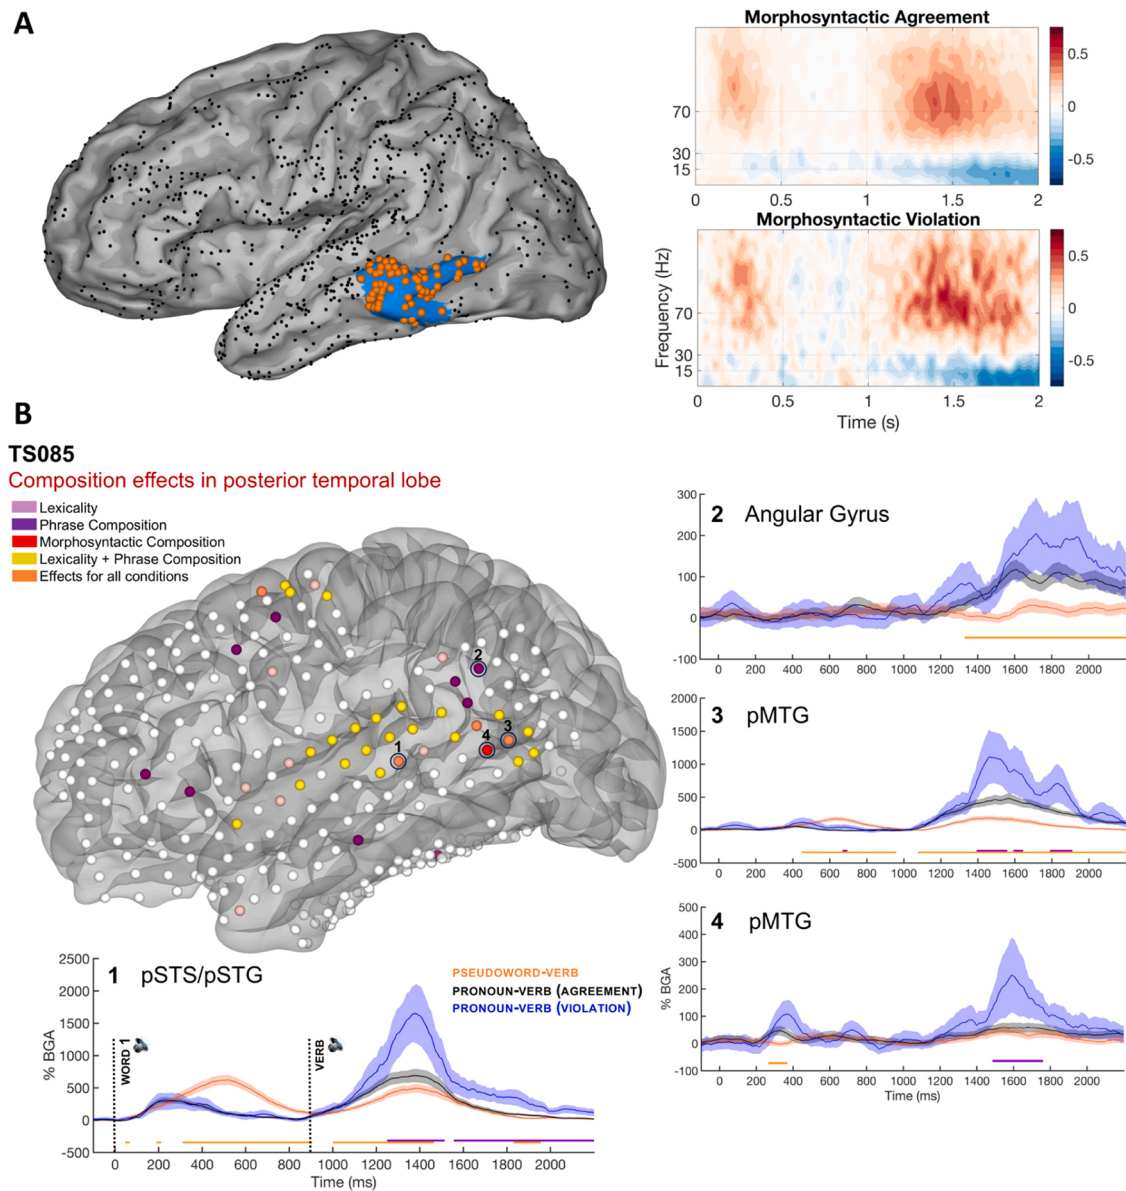 A
Morphosyntactic Agreement
70
30
15
0
0.5
1
1.5
2
0.5
0
-0.5
Morphosyntactic Violation
Frequency (Hz)
70
30
15
0
0.5
1
1.5
2
Time (s)
0.5
0
-0.5
B
TS085
Composition effects in posterior temporal lobe
Lexicality
Phrase Composition
Morphosyntactic Composition
Lexicality + Phrase Composition
Effects for all conditions
2
3
4
1
2 Angular Gyrus
300
200
100
0
-100
0 200 400 600 800 1000 1200 1400 1600 1800 2000
3 pMTG
2000
1500
1000
500
0
-500
0 200 400 600 800 1000 1200 1400 1600 1800 2000
4 pMTG
% BGA
500
400
300
200
100
0
-100
0 200 400 600 800 1000 1200 1400 1600 1800 2000
Time (ms)
1 pSTS/pSTG
PSEUDOWORD-VERB
PRONOUN-VERB (AGREEMENT)
PRONOUN-VERB (VIOLATION)
% BGA
2500
2000
1500
1000
500
0
-500
WORD 1
VERB
0 200 400 600 800 1000 1200 1400 1600 1800 2000
Time (ms)